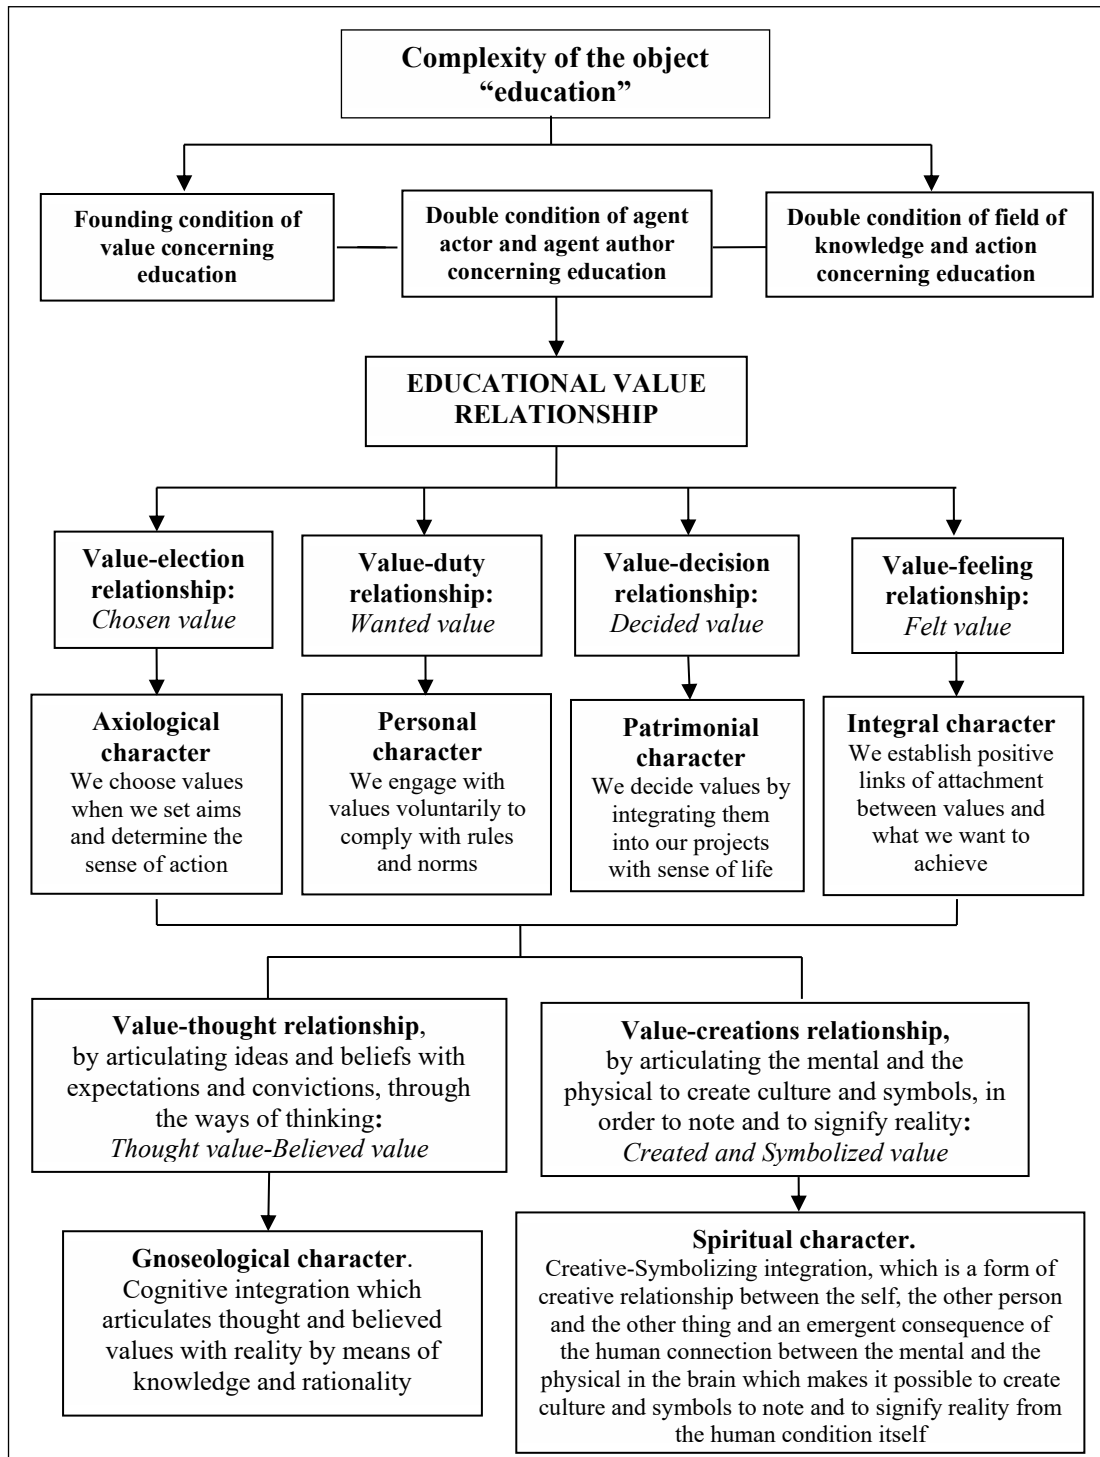 Complexity of the object
“education”
Founding condition of
value concerning
education
Double condition of agent
actor and agent author
concerning education
Double condition of field of
knowledge and action
concerning education
EDUCATIONAL VALUE
RELATIONSHIP
Value-election
relationship:
Chosen value
Value-duty
relationship:
Wanted value
Value-decision
relationship:
Decided value
Value-feeling
relationship:
Felt value
Axiological
character
We choose values
when we set aims
and determine the
sense of action
Personal
character
We engage with
values voluntarily to
comply with rules
and norms
Patrimonial
character
We decide values by
integrating them
into our projects
with sense of life
Integral character
We establish positive
links of attachment
between values and
what we want to
achieve
Value-thought relationship,
by articulating ideas and beliefs with
expectations and convictions, through
the ways of thinking:
Thought value-Believed value
Value-creations relationship,
by articulating the mental and the
physical to create culture and symbols, in
order to note and to signify reality:
Created and Symbolized value
Gnoseological character.
Cognitive integration which
articulates thought and believed
values with reality by means of
knowledge and rationality
Spiritual character.
Creative-Symbolizing integration, which is a form of
creative relationship between the self, the other person
and the other thing and an emergent consequence of
the human connection between the mental and the
physical in the brain which makes it possible to create
culture and symbols to note and to signify reality from
the human condition itself